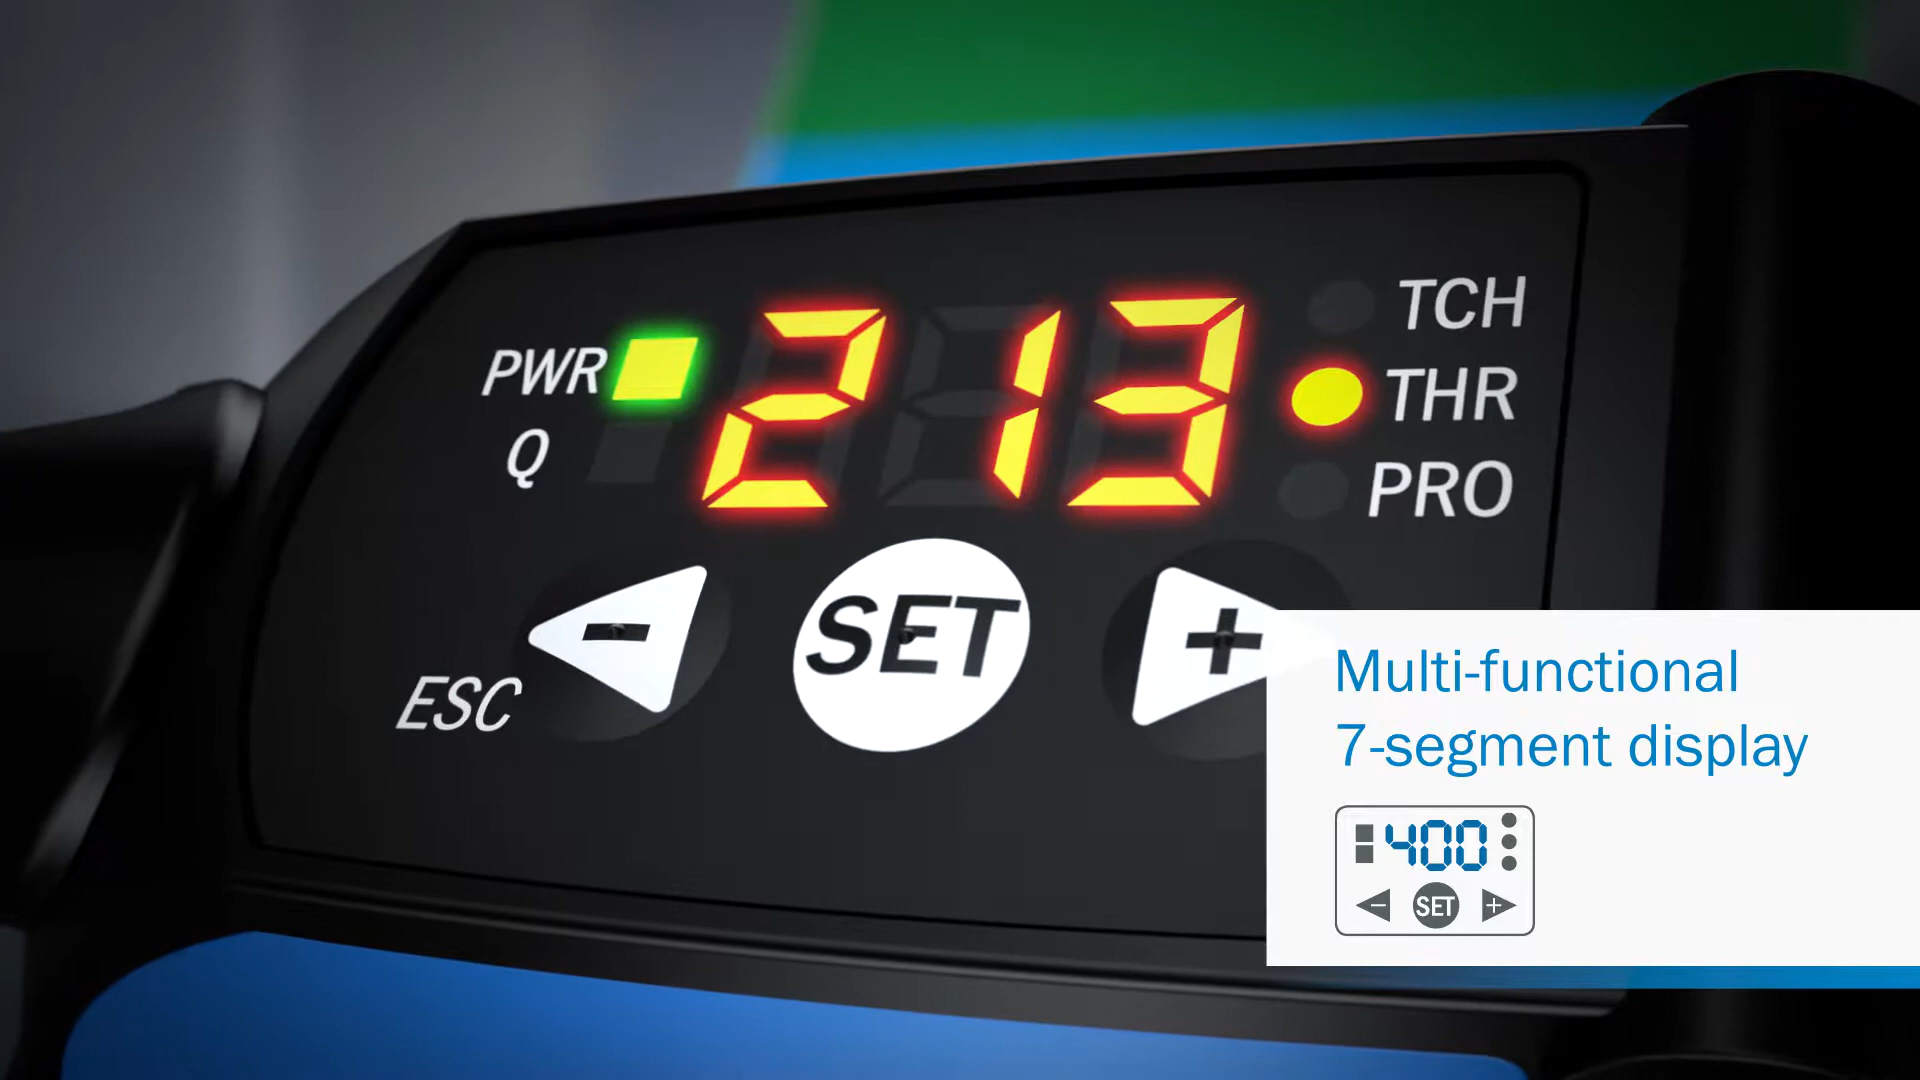 PWR
213
TCH
THR
Q
PRO
-
SET
+
ESC
Multi-functional
7-segment display
400
-
SET
+